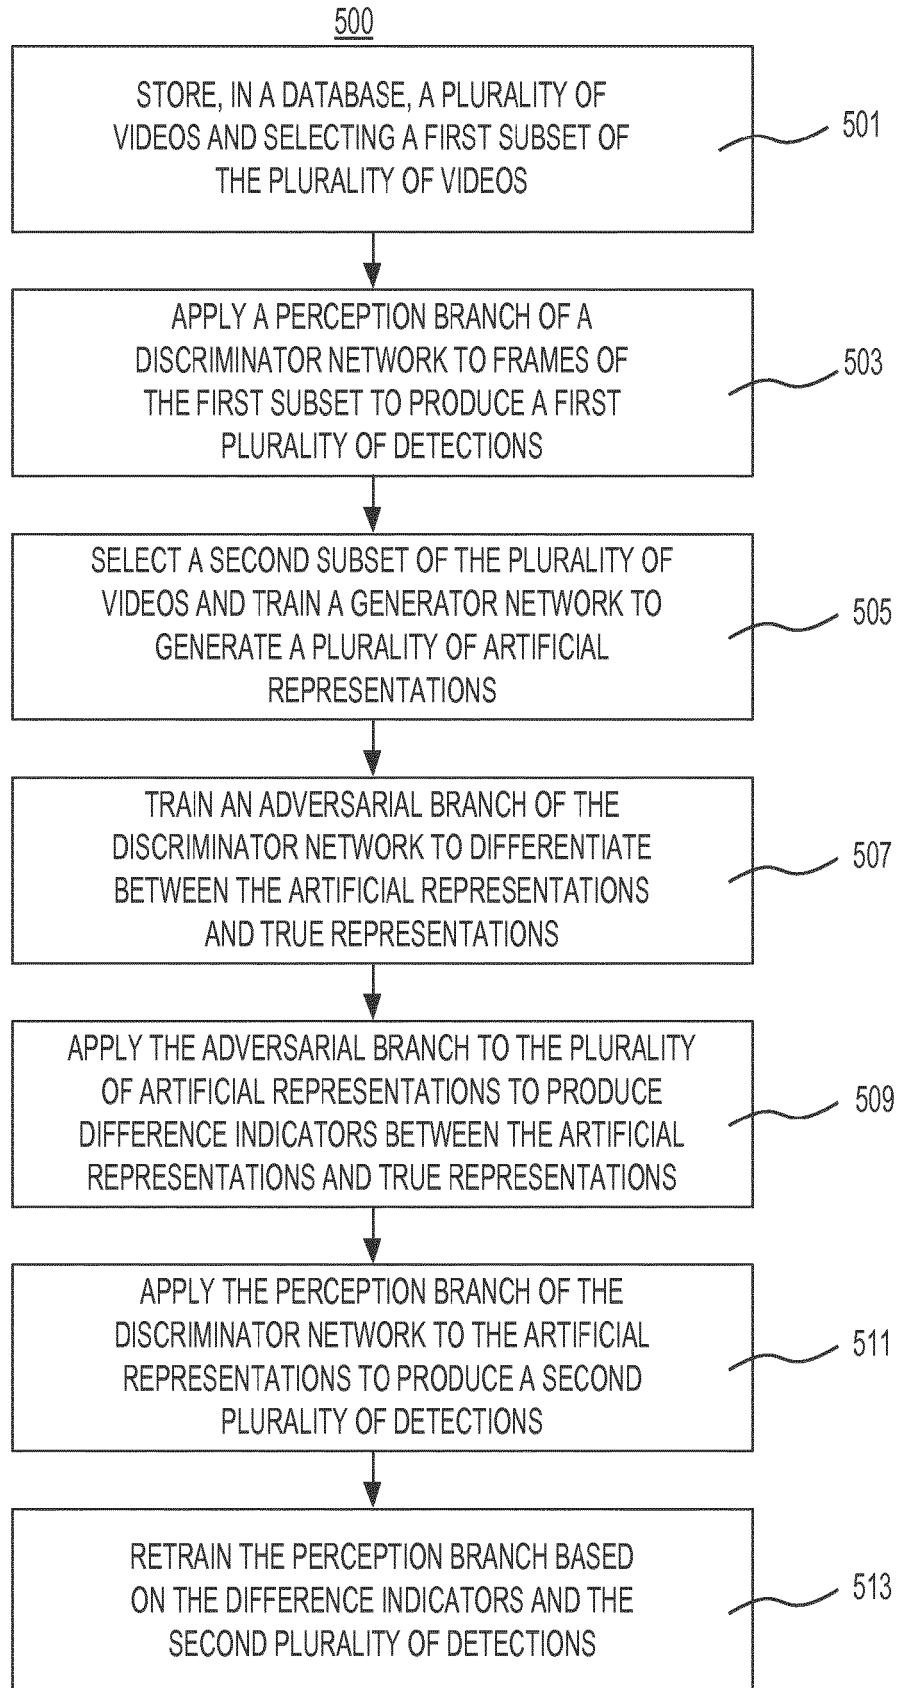 500
STORE, IN A DATABASE, A PLURALITY OF
VIDEOS AND SELECTING A FIRST SUBSET OF
THE PLURALITY OF VIDEOS
501
APPLY A PERCEPTION BRANCH OF A
DISCRIMINATOR NETWORK TO FRAMES OF
THE FIRST SUBSET TO PRODUCE A FIRST
PLURALITY OF DETECTIONS
503
SELECT A SECOND SUBSET OF THE PLURALITY OF
VIDEOS AND TRAIN A GENERATOR NETWORK TO
GENERATE A PLURALITY OF ARTIFICIAL
REPRESENTATIONS
505
TRAIN AN ADVERSARIAL BRANCH OF THE
DISCRIMINATOR NETWORK TO DIFFERENTIATE
BETWEEN THE ARTIFICIAL REPRESENTATIONS
AND TRUE REPRESENTATIONS
507
APPLY THE ADVERSARIAL BRANCH TO THE PLURALITY
OF ARTIFICIAL REPRESENTATIONS TO PRODUCE
DIFFERENCE INDICATORS BETWEEN THE ARTIFICIAL
REPRESENTATIONS AND TRUE REPRESENTATIONS
509
APPLY THE PERCEPTION BRANCH OF THE
DISCRIMINATOR NETWORK TO THE ARTIFICIAL
REPRESENTATIONS TO PRODUCE A SECOND
PLURALITY OF DETECTIONS
511
RETRAIN THE PERCEPTION BRANCH BASED
ON THE DIFFERENCE INDICATORS AND THE
SECOND PLURALITY OF DETECTIONS
513